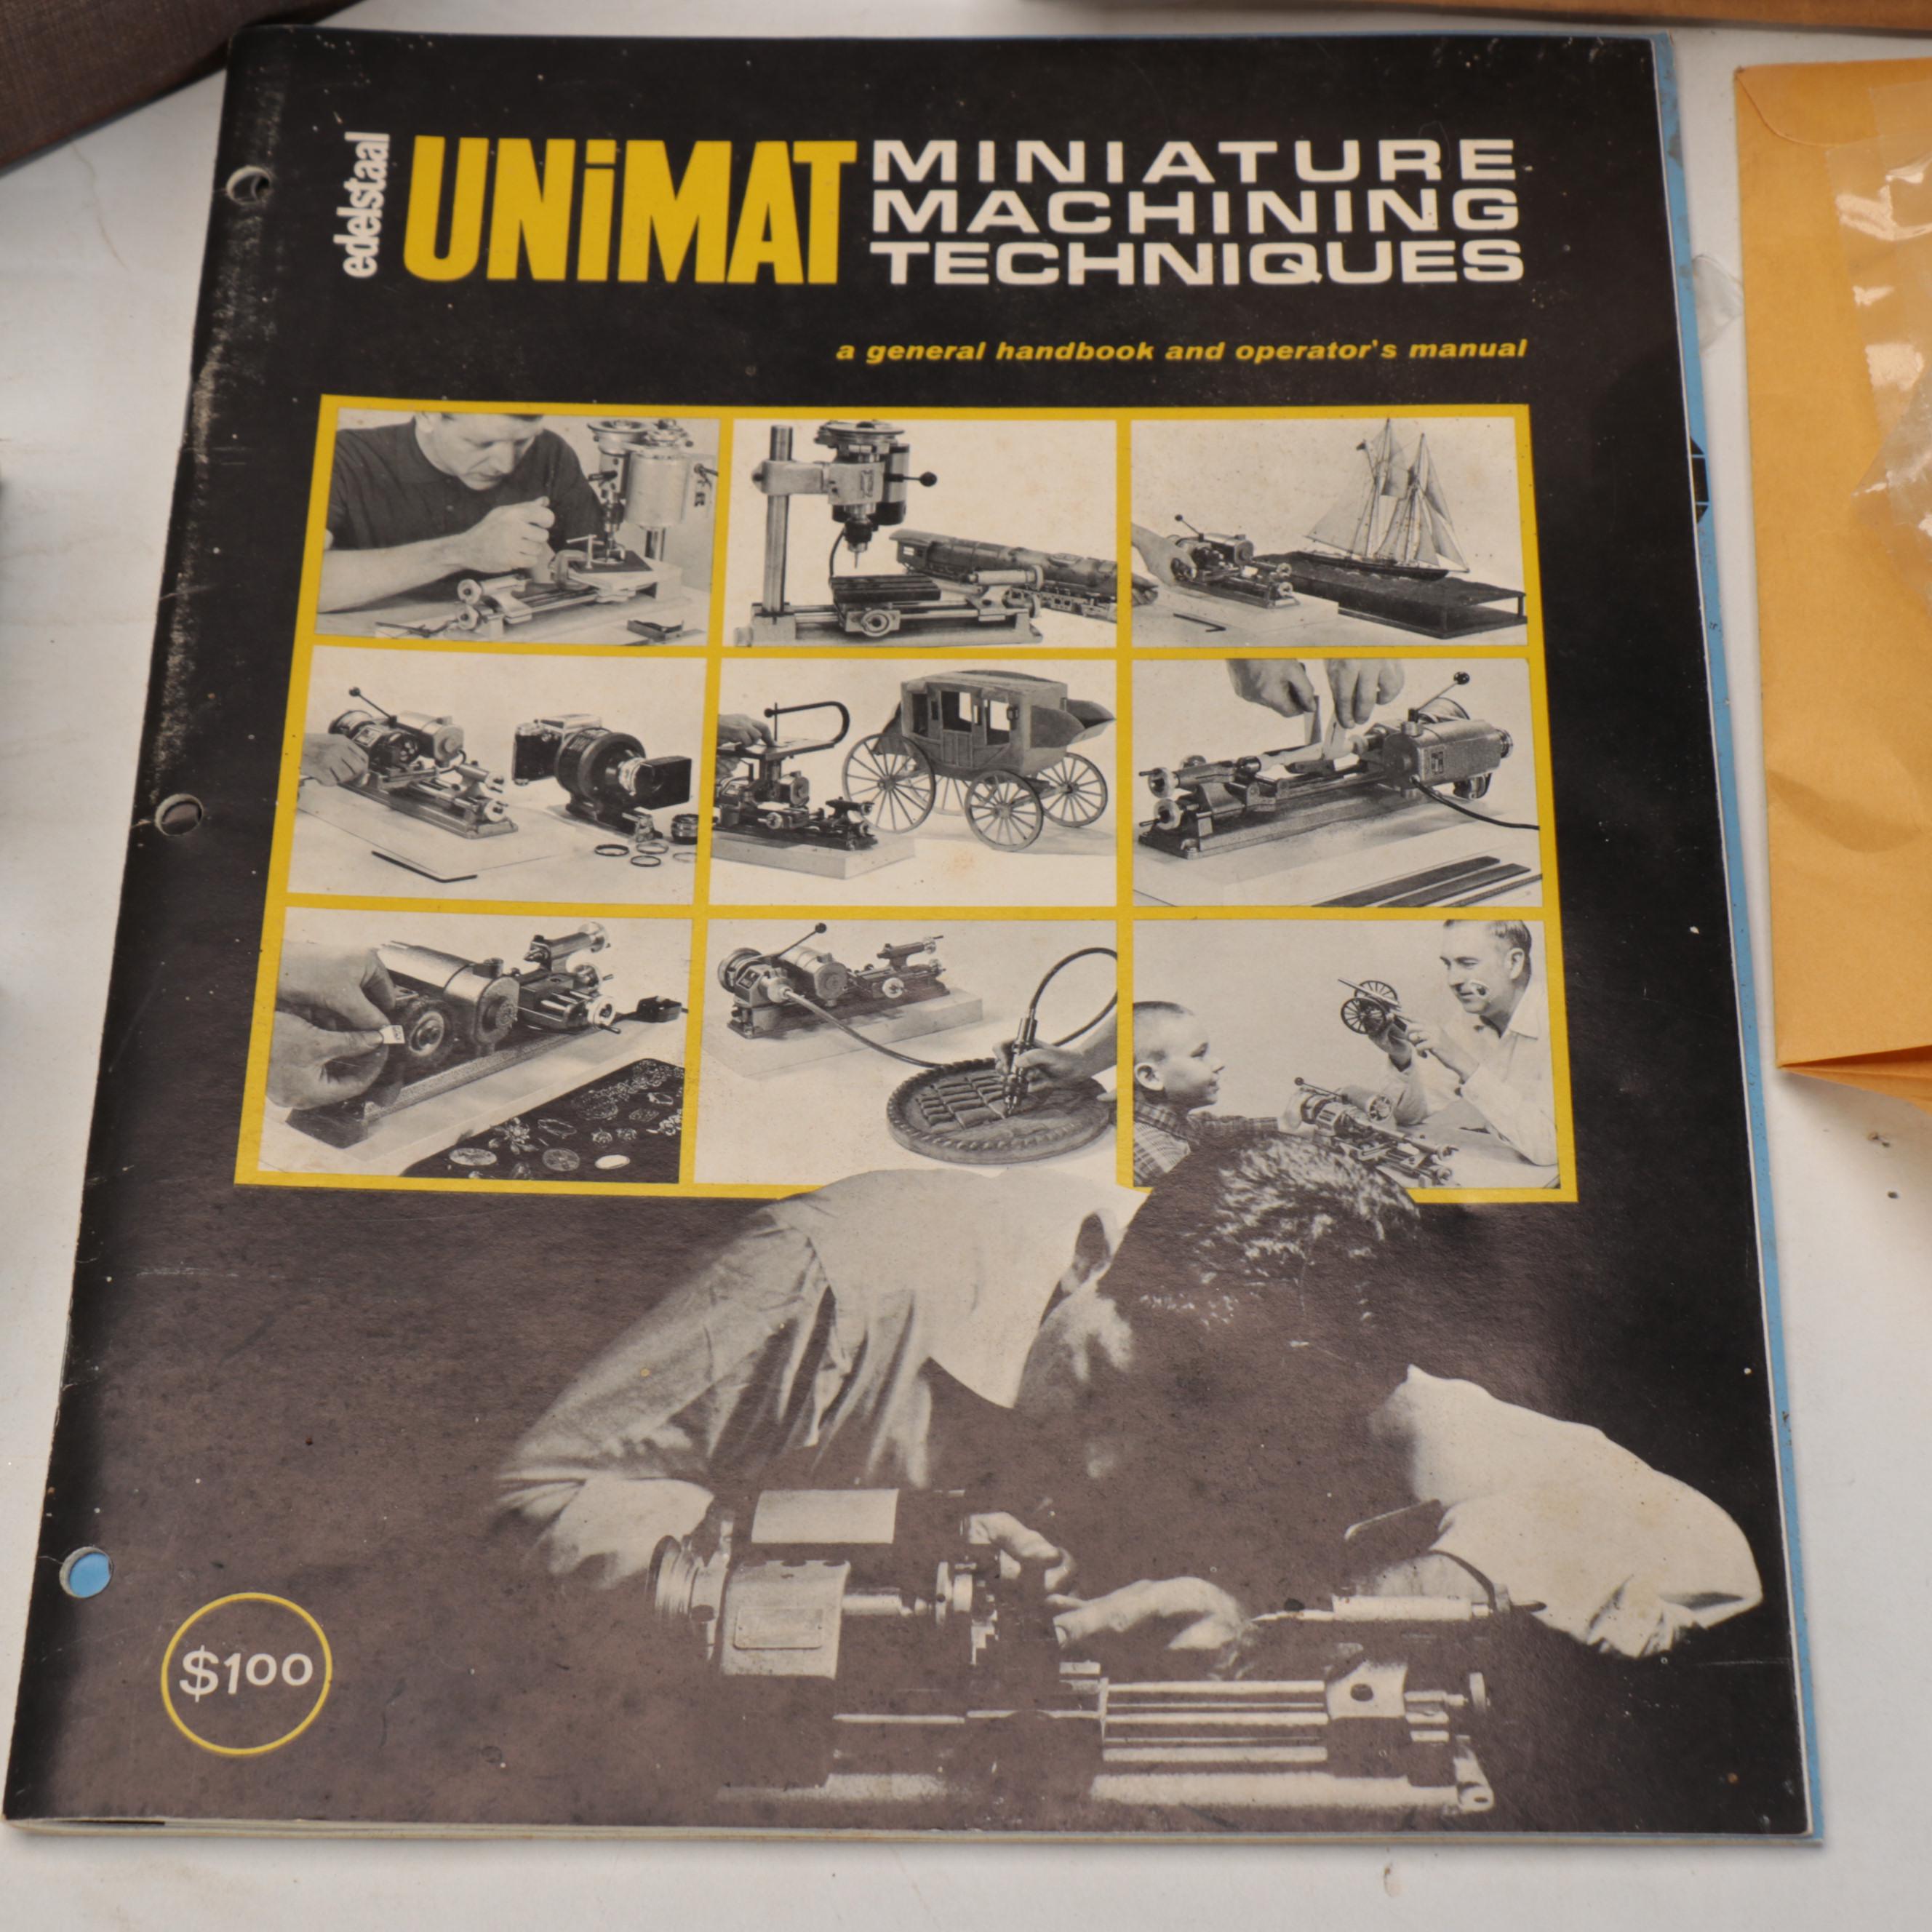 edelstaal
UNiMAT
MINIATURE
MACHINING
TECHNIQUES
a general handbook and operator's manual
$100